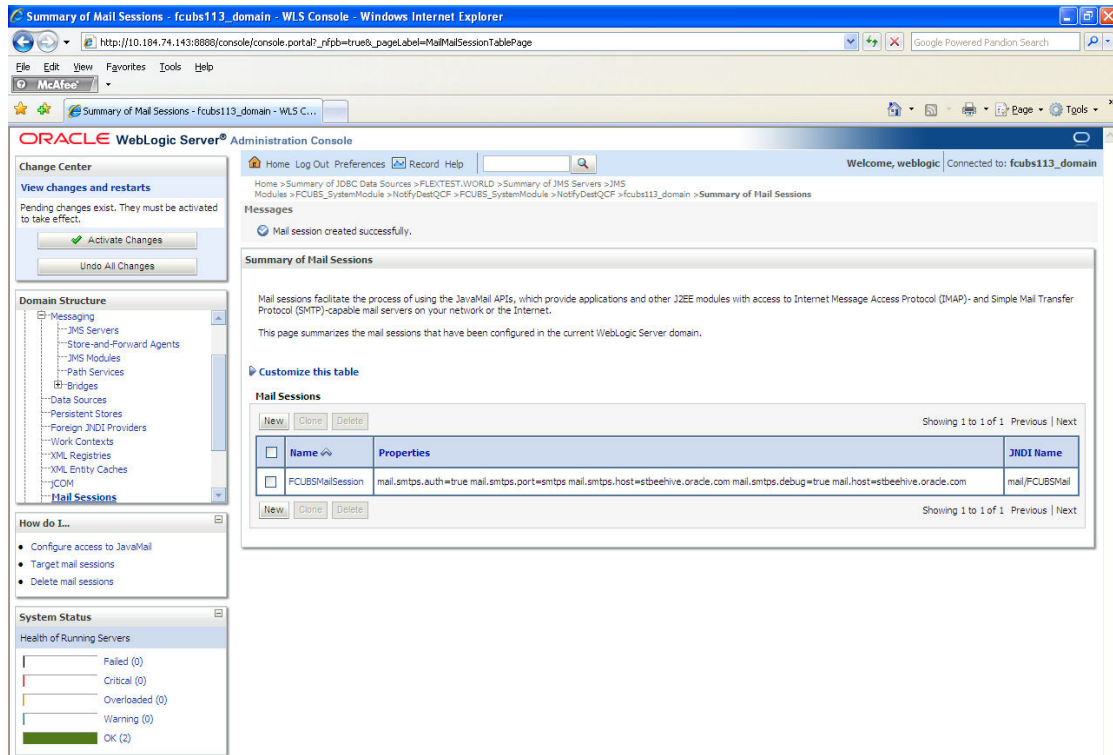 Summary of Mail Sessions - fcubs113_domain - WLS Console - Windows Internet Explorer
http://10.184.74.143:8888/console/console.portal?_nfpb=true&_pageLabel=MailMailSessionTablePage
Google Powered Pandion Search
File Edit View Favorites Tools Help
McAfee
Summary of Mail Sessions - fcubs113_domain - WLS C...
Page Tools
ORACLE WebLogic Server® Administration Console
Change Center
View changes and restarts
Pending changes exist. They must be activated
to take effect.
Activate Changes
Undo All Changes
Domain Structure
Messaging
JMS Servers
Store-and-Forward Agents
JMS Modules
Path Services
Bridges
Data Sources
Persistent Stores
Foreign JNDI Providers
Work Contexts
XML Registries
XML Entity Caches
jCOM
Mail Sessions
How do I...
Configure access to JavaMail
Target mail sessions
Delete mail sessions
System Status
Health of Running Servers
Failed (0)
Critical (0)
Overloaded (0)
Warning (0)
OK (2)
Home Log Out Preferences Record Help
Welcome, weblogic Connected to: fcubs113_domain
Home >Summary of JDBC Data Sources >FLEXTEST.WORLD >Summary of JMS Servers >JMS
Modules >FCUBS_SystemModule >NotifyDestQCF >FCUBS_SystemModule >NotifyDestQCF >fcubs113_domain >Summary of Mail Sessions
Messages
Mail session created successfully.
Summary of Mail Sessions
Mail sessions facilitate the process of using the JavaMail APIs, which provide applications and other J2EE modules with access to Internet Message Access Protocol (IMAP)- and Simple Mail Transfer
Protocol (SMTP)-capable mail servers on your network or the Internet.
This page summarizes the mail sessions that have been configured in the current WebLogic Server domain.
Customize this table
Mail Sessions
New Clone Delete Showing 1 to 1 of 1 Previous | Next
Name Properties JNDI Name
FCUBSMailSession mail.smtps.auth=true mail.smtps.port=smtps mail.smtps.host=stbeehive.oracle.com mail.smtps.debug=true mail.host=stbeehive.oracle.com mail/FCUBSMail
New Clone Delete Showing 1 to 1 of 1 Previous | Next